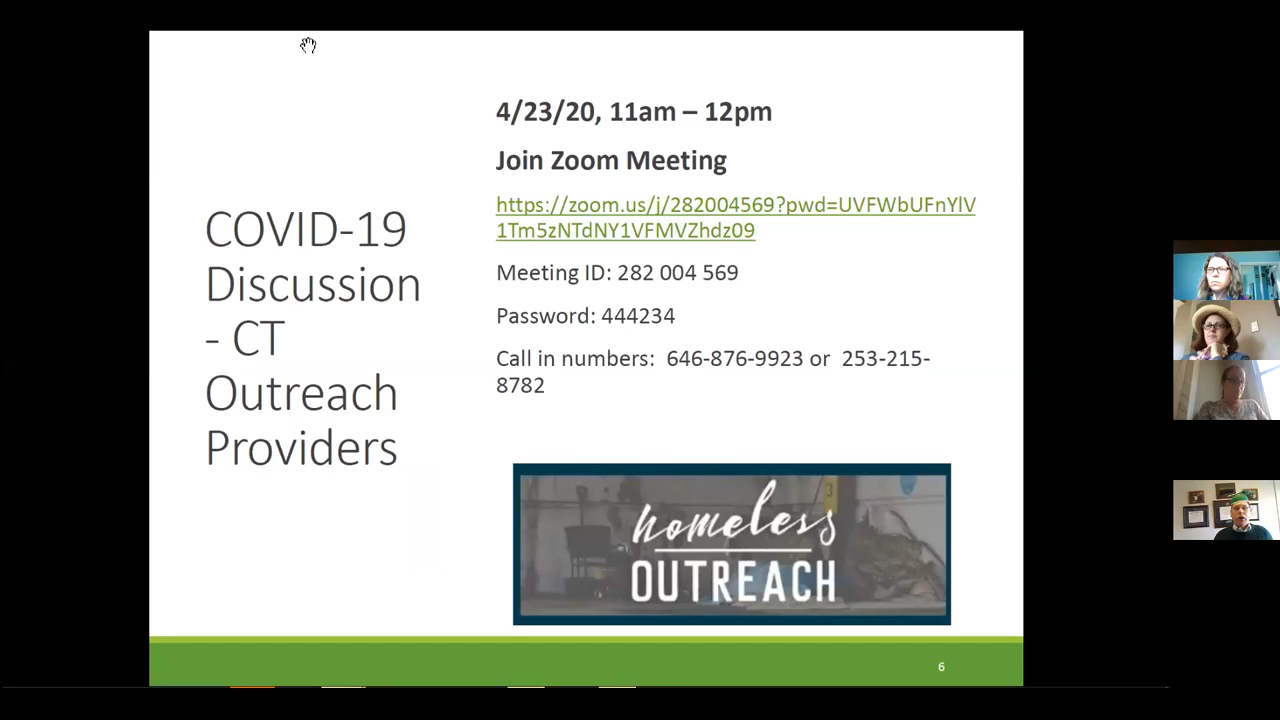 COVID-19
Discussion
- CT
Outreach
Providers
4/23/20, 11am – 12pm
Join Zoom Meeting
https://zoom.us/j/282004569?pwd=UVFWbUFnYlV
1Tm5zNTdNY1VFMVZhdz09
Meeting ID: 282 004 569
Password: 444234
Call in numbers:  646-876-9923 or  253-215-
8782
3
homeless
OUTREACH
6